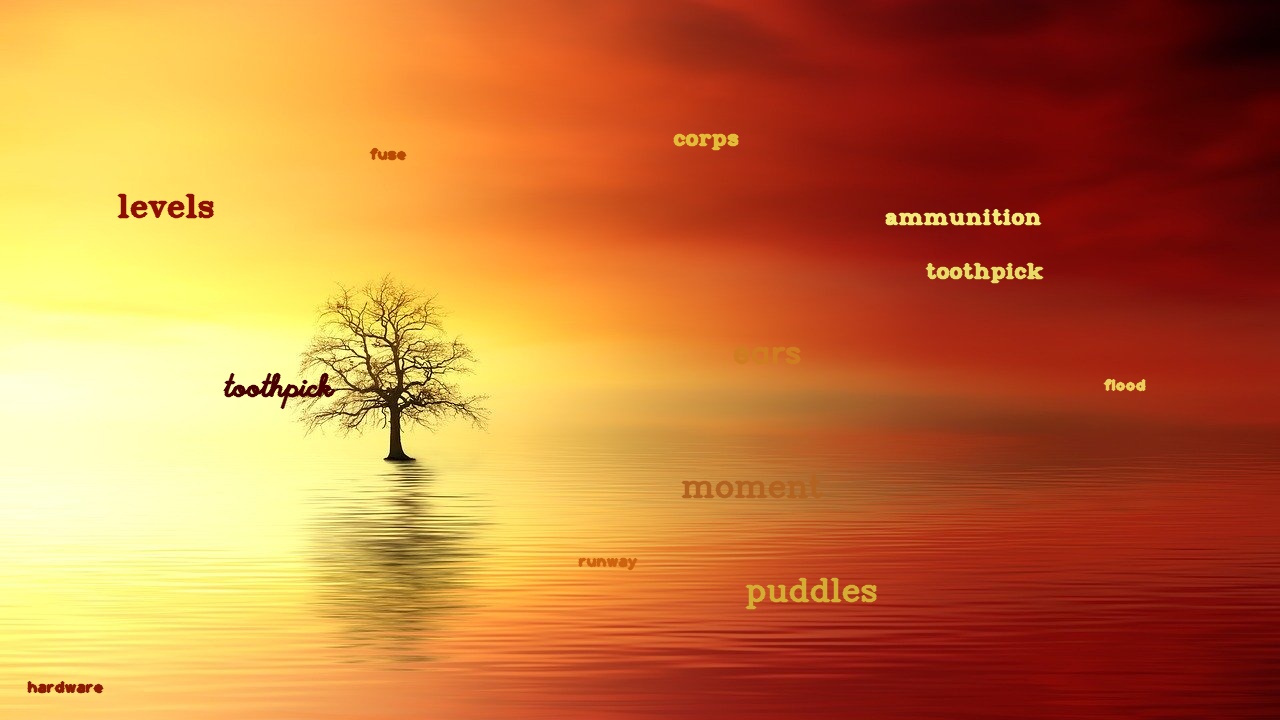 corps
fuse
levels
ammunition
toothpick
ears
flood
toothpick
moment
runway
puddles
hardware